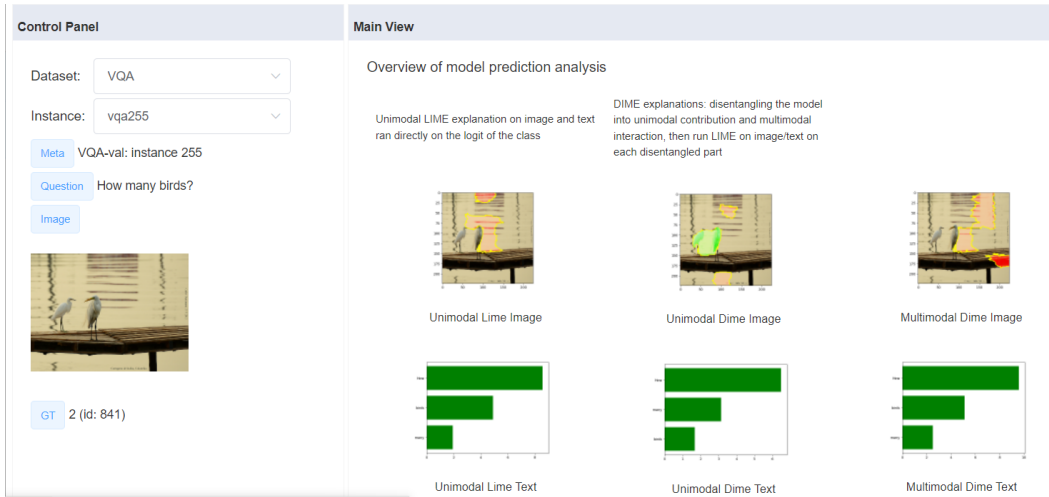 Control Panel
Main View
Dataset:
VQA
Instance:
vqa255
Meta
VQA-val: instance 255
Question
How many birds?
Image
GT
2 (id: 841)
Overview of model prediction analysis
Unimodal LIME explanation on image and text
ran directly on the logit of the class
DIME explanations: disentangling the model
into unimodal contribution and multimodal
interaction, then run LIME on image/text on
each disentangled part
Unimodal Lime Image
Unimodal Dime Image
Multimodal Dime Image
Unimodal Lime Text
Unimodal Dime Text
Multimodal Dime Text